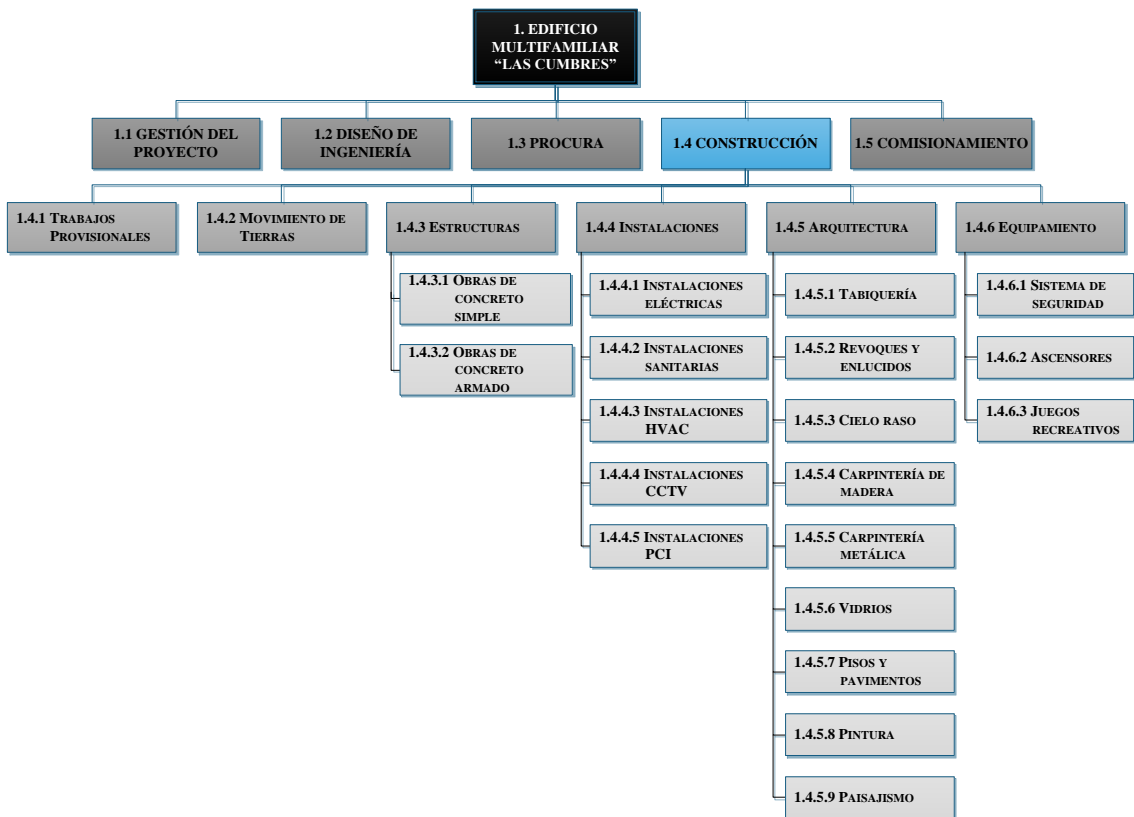 1. EDIFICIO
MULTIFAMILIAR
“LAS CUMBRES”
1.1 GESTIÓN DEL
PROYECTO
1.2 DISEÑO DE
INGENIERÍA
1.3 PROCURA
1.4 CONSTRUCCIÓN
1.5 COMISIONAMIENTO
1.4.1 TRABAJOS
PROVISIONALES
1.4.2 MOVIMIENTO DE
TIERRAS
1.4.3 ESTRUCTURAS
1.4.4 INSTALACIONES
1.4.5 ARQUITECTURA
1.4.6 EQUIPAMIENTO
1.4.3.1 OBRAS DE
CONCRETO
SIMPLE
1.4.3.2 OBRAS DE
CONCRETO
ARMADO
1.4.4.1 INSTALACIONES
ELÉCTRICAS
1.4.4.2 INSTALACIONES
SANITARIAS
1.4.4.3 INSTALACIONES
HVAC
1.4.4.4 INSTALACIONES
CCTV
1.4.4.5 INSTALACIONES
PCI
1.4.5.1 TABIQUERÍA
1.4.5.2 REVOQUES Y
ENLUCIDOS
1.4.5.3 CIELO RASO
1.4.5.4 CARPINTERÍA DE
MADERA
1.4.5.5 CARPINTERÍA
METÁLICA
1.4.5.6 VIDRIOS
1.4.5.7 PISOS Y
PAVIMENTOS
1.4.5.8 PINTURA
1.4.5.9 PAISAJISMO
1.4.6.1 SISTEMA DE
SEGURIDAD
1.4.6.2 ASCENSORES
1.4.6.3 JUEGOS
RECREATIVOS